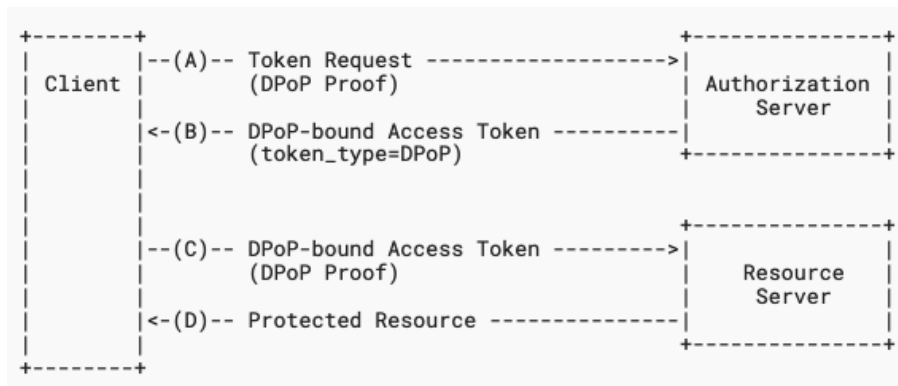 --(A)-- Token Request ------------------->
Client (DPoP Proof) Authorization
Server
<-(B)-- DPoP-bound Access Token ----------
(token_type=DPoP)
--(C)-- DPoP-bound Access Token --------->
(DPoP Proof) Resource
Server
<-(D)-- Protected Resource ---------------